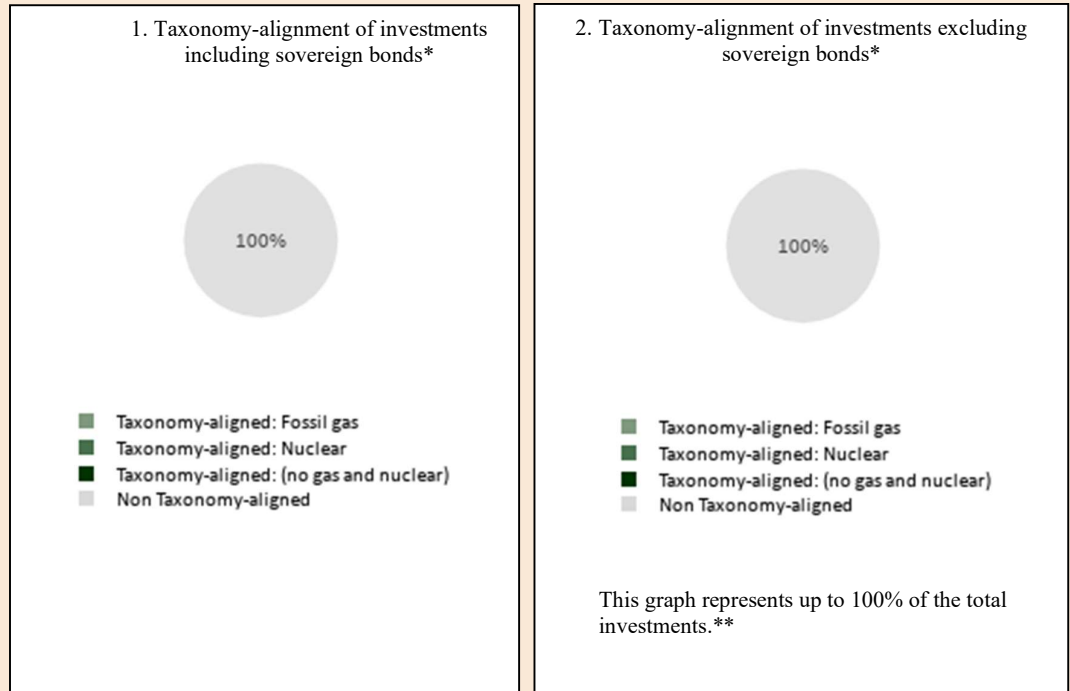 1. Taxonomy-alignment of investments
including sovereign bonds*
100%
Taxonomy-aligned: Fossil gas
Taxonomy-aligned: Nuclear
Taxonomy-aligned: (no gas and nuclear)
Non Taxonomy-aligned
2. Taxonomy-alignment of investments excluding
sovereign bonds*
100%
Taxonomy-aligned: Fossil gas
Taxonomy-aligned: Nuclear
Taxonomy-aligned: (no gas and nuclear)
Non Taxonomy-aligned
This graph represents up to 100% of the total
investments.**